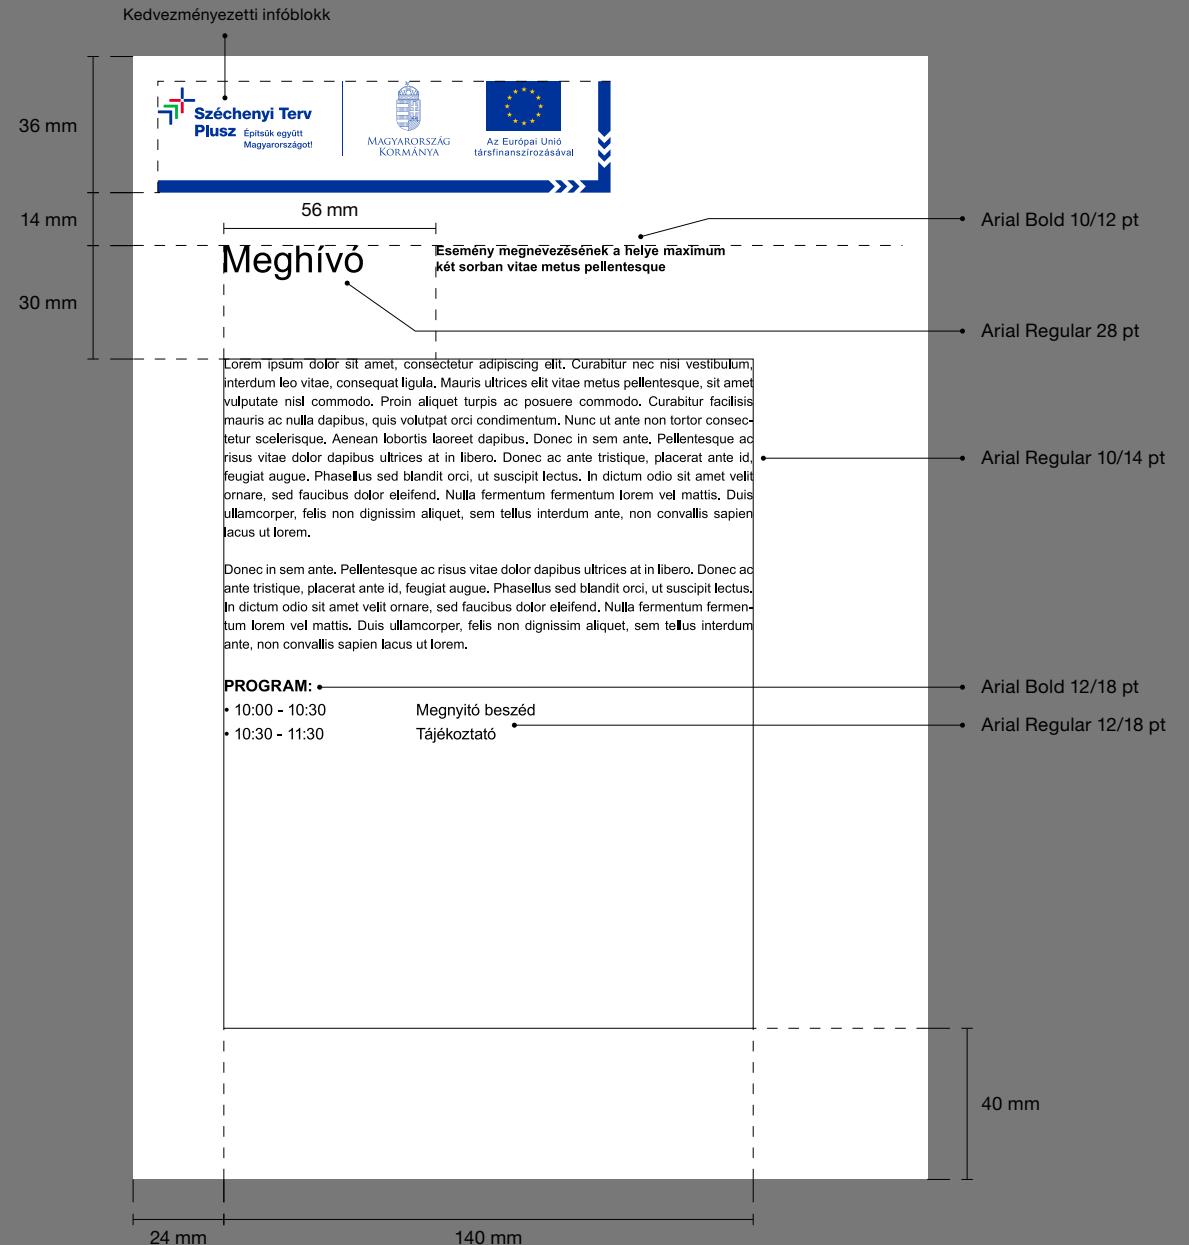 Kedvezményezetti infóblokk
36 mm
Széchenyi Terv
Plusz Építsük együtt
Magyarországot!
MAGYARORSZÁG
KORMÁNYA
Az Európai Unió
társfinanszírozásával
14 mm
56 mm
Arial Bold 10/12 pt
Meghívó
Esemény megnevezésének a helye maximum
két sorban vitae metus pellentesque
30 mm
Arial Regular 28 pt
Lorem ipsum dolor sit amet, consectetur adipiscing elit. Curabitur nec nisi vestibulum,
interdum leo vitae, consequat ligula. Mauris ultrices elit vitae metus pellentesque, sit amet
vulputate nisl commodo. Proin aliquet turpis ac posuere commodo. Curabitur facilisis
mauris ac nulla dapibus, quis volutpat orci condimentum. Nunc ut ante non tortor consec-
tetur scelerisque. Aenean lobortis laoreet dapibus. Donec in sem ante. Pellentesque ac
risus vitae dolor dapibus ultrices at in libero. Donec ac ante tristique, placerat ante id,
feugiat augue. Phasellus sed blandit orci, ut suscipit lectus. In dictum odio sit amet velit
ornare, sed faucibus dolor eleifend. Nulla fermentum fermentum lorem vel mattis. Duis
ullamcorper, felis non dignissim aliquet, sem tellus interdum ante, non convallis sapien
lacus ut lorem.
Arial Regular 10/14 pt
Donec in sem ante. Pellentesque ac risus vitae dolor dapibus ultrices at in libero. Donec ac
ante tristique, placerat ante id, feugiat augue. Phasellus sed blandit orci, ut suscipit lectus.
In dictum odio sit amet velit ornare, sed faucibus dolor eleifend. Nulla fermentum fermen-
tum lorem vel mattis. Duis ullamcorper, felis non dignissim aliquet, sem tellus interdum
ante, non convallis sapien lacus ut lorem.
PROGRAM:
Arial Bold 12/18 pt
• 10:00 - 10:30 Megnyitó beszéd
• 10:30 - 11:30 Tájékoztató
Arial Regular 12/18 pt
40 mm
24 mm
140 mm